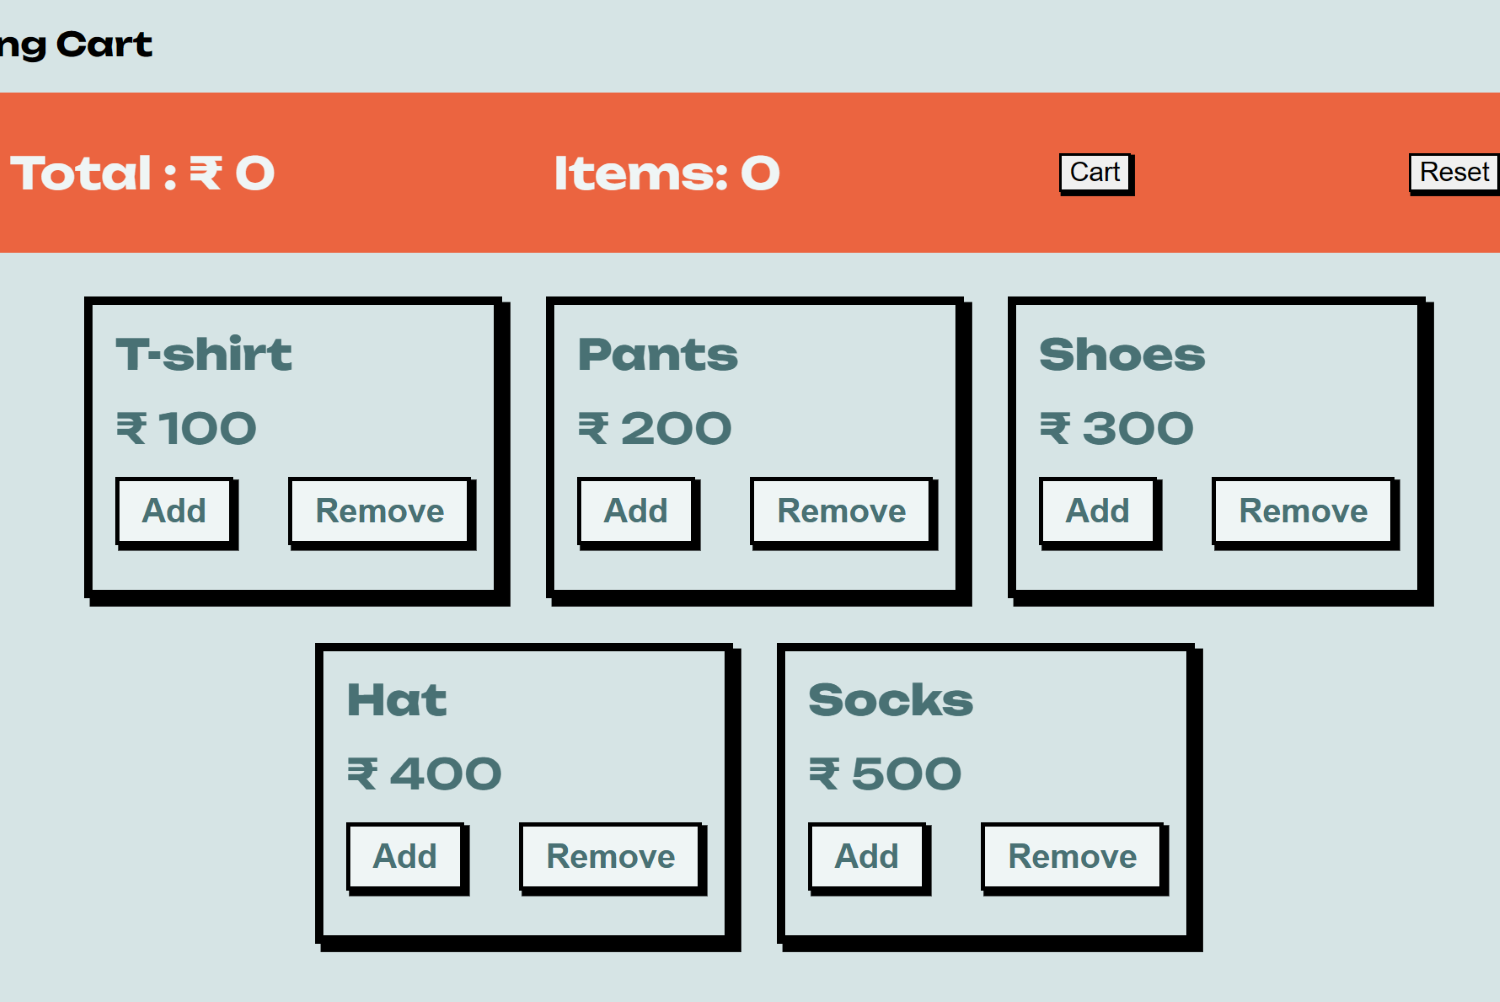 ng Cart
Total : ₹ 0 Items: 0 Cart Reset
T-shirt
₹ 100
Add Remove
Pants
₹ 200
Add Remove
Shoes
₹ 300
Add Remove
Hat
₹ 400
Add Remove
Socks
₹ 500
Add Remove